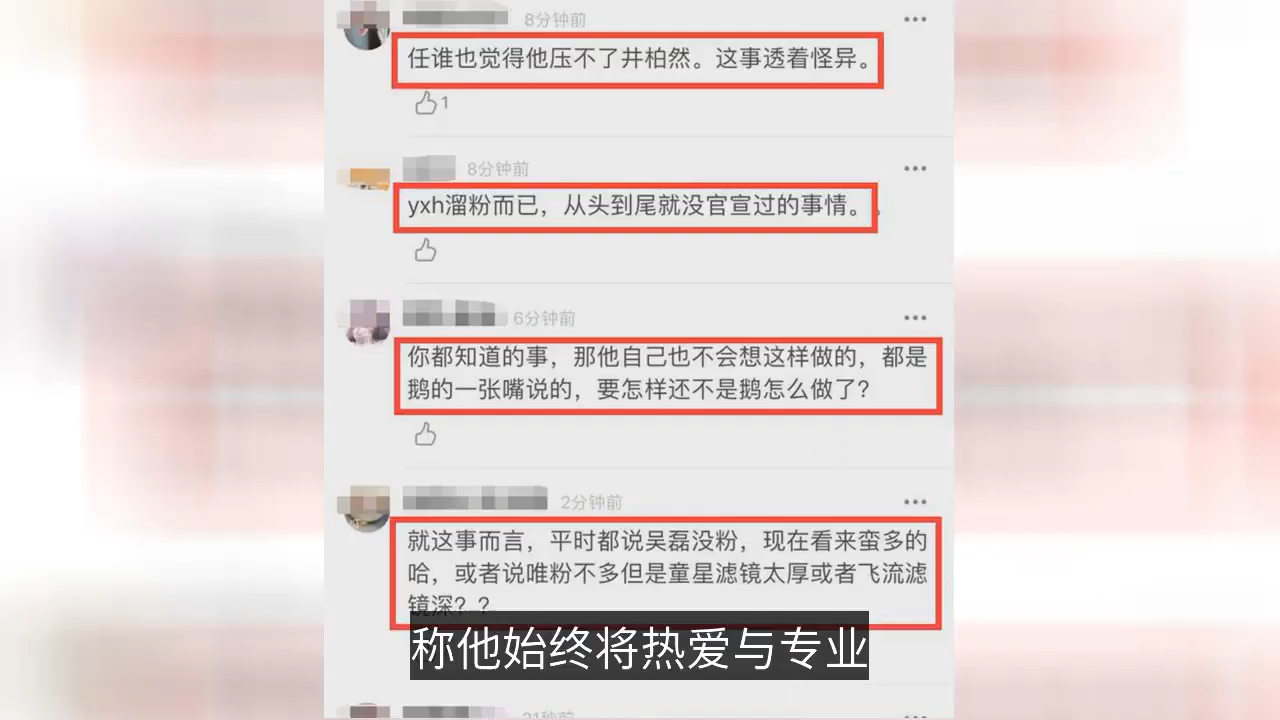 8分钟前
任谁也觉得他压不了井柏然。这事透着怪异。
1
8分钟前
yxh溜粉而已，从头到尾就没官宣过的事情。
6分钟前
你都知道的事，那他自己也不会想这样做的，都是
鹅的一张嘴说的，要怎样还不是鹅怎么做了？
2分钟前
就这事而言，平时都说吴磊没粉，现在看来蛮多的
哈，或者说唯粉不多但是童星滤镜太厚或者飞流滤
镜深？？
称他始终将热爱与专业